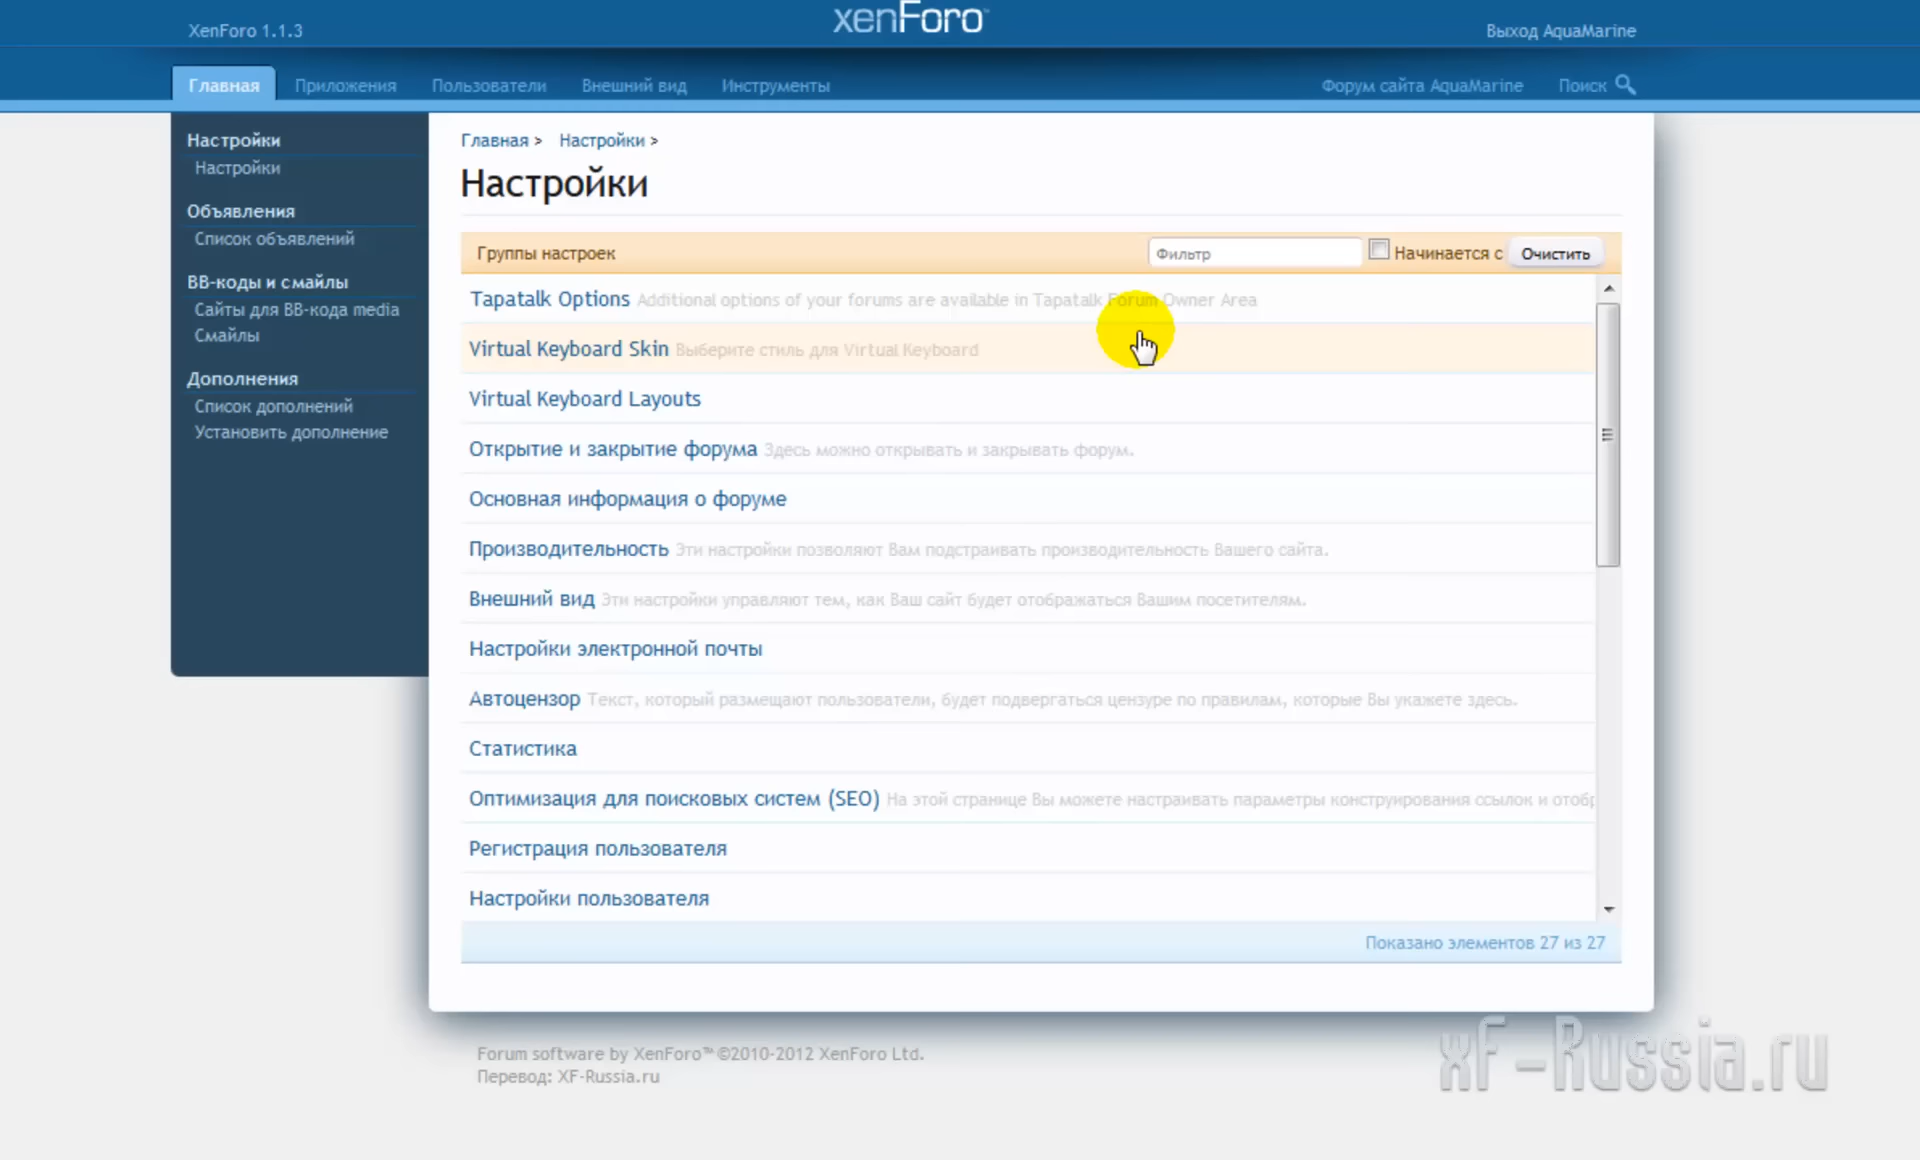 XenForo 1.1.3
xenForo™
Выход AquaMarine
Главная
Приложения
Пользователи
Внешний вид
Инструменты
Форум сайта AquaMarine
Поиск
Настройки
Настройки
Объявления
Список объявлений
BB-коды и смайлы
Сайты для BB-кода media
Смайлы
Дополнения
Список дополнений
Установить дополнение
Главная > Настройки >
Настройки
Группы настроек
Фильтр
Начинается с
Очистить
Tapatalk Options Additional options of your forums are available in Tapatalk Forum Owner Area
Virtual Keyboard Skin Выберите стиль для Virtual Keyboard
Virtual Keyboard Layouts
Открытие и закрытие форума Здесь можно открывать и закрывать форум.
Основная информация о форуме
Производительность Эти настройки позволяют Вам подстраивать производительность Вашего сайта.
Внешний вид Эти настройки управляют тем, как Ваш сайт будет отображаться Вашим посетителям.
Настройки электронной почты
Автоцензор Текст, который размещают пользователи, будет подвергаться цензуре по правилам, которые Вы укажете здесь.
Статистика
Оптимизация для поисковых систем (SEO) На этой странице Вы можете настраивать параметры конструирования ссылок и
Регистрация пользователя
Настройки пользователя
Показано элементов 27 из 27
Forum software by XenForo™ ©2010-2012 XenForo Ltd.
Перевод: XF-Russia.ru
xF-Russia.ru